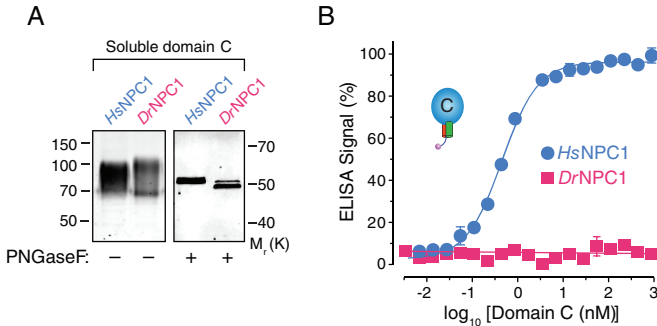 A
Soluble domain C
HsNPC1
DrNPC1
HsNPC1
DrNPC1
150
100
70
50
70
50
40
Mr (K)
PNGaseF: – – + +
B
ELISA Signal (%)
100
80
60
40
20
0
C
HsNPC1
DrNPC1
-2 -1 0 1 2 3
log10 [Domain C (nM)]